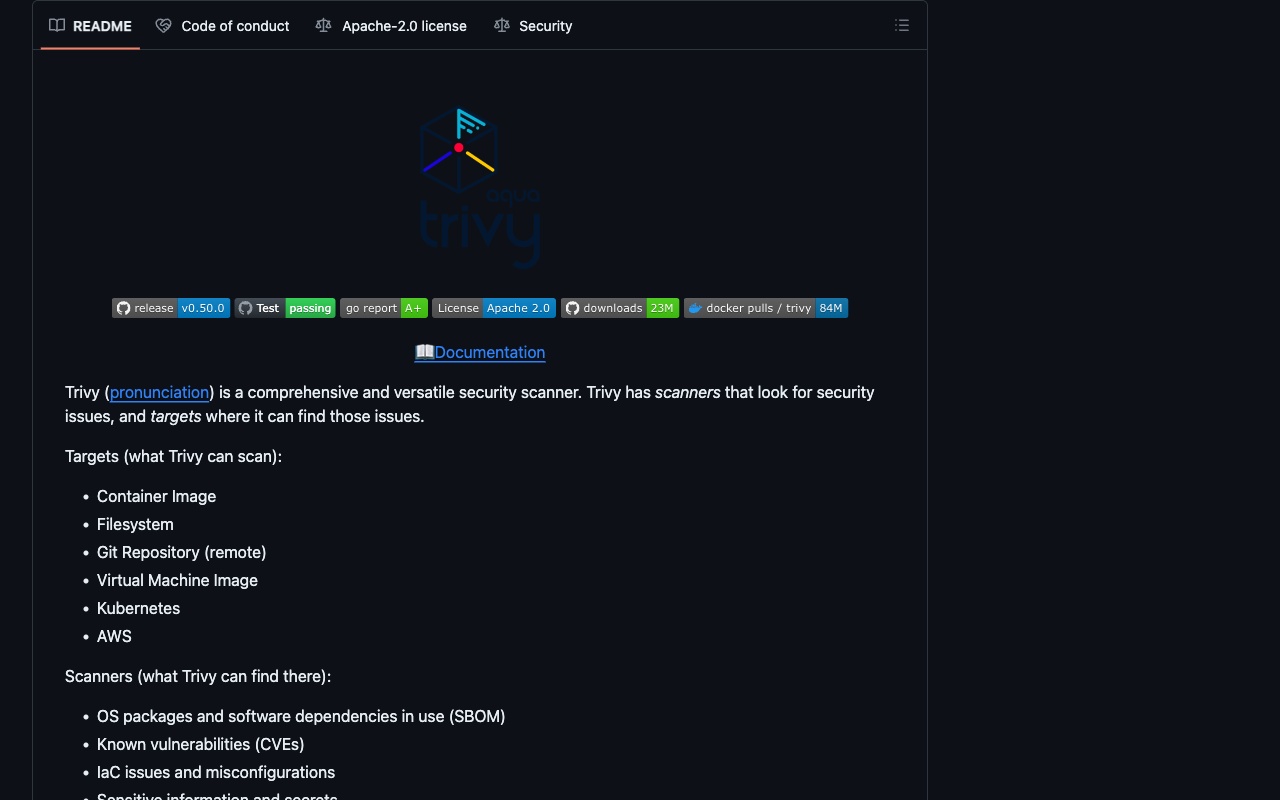 README Code of conduct Apache-2.0 license Security
aqua
trivy
release v0.50.0 Test passing go report A+ License Apache 2.0 downloads 23M docker pulls / trivy 84M
📖Documentation
Trivy (pronunciation) is a comprehensive and versatile security scanner. Trivy has scanners that look for security
issues, and targets where it can find those issues.
Targets (what Trivy can scan):
• Container Image
• Filesystem
• Git Repository (remote)
• Virtual Machine Image
• Kubernetes
• AWS
Scanners (what Trivy can find there):
• OS packages and software dependencies in use (SBOM)
• Known vulnerabilities (CVEs)
• IaC issues and misconfigurations
• Sensitive information and secrets